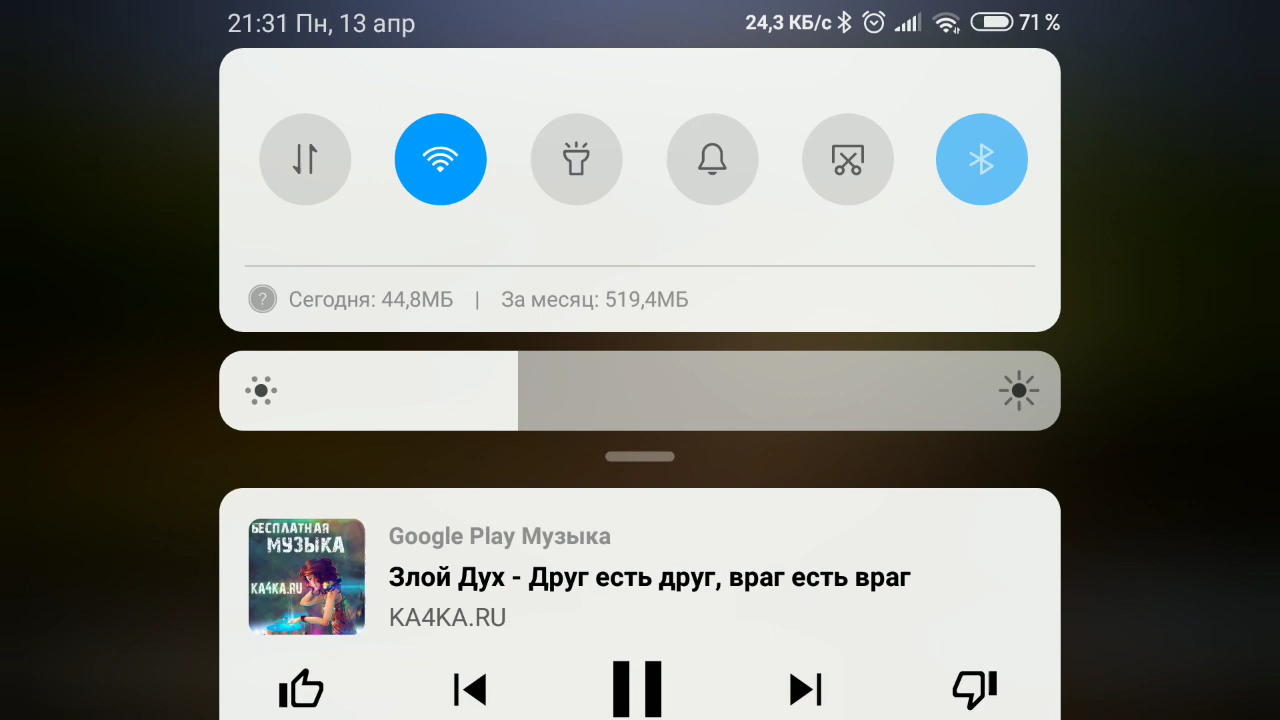 21:31 Пн, 13 апр
24,3 КБ/с 71 %
Сегодня: 44,8МБ | За месяц: 519,4МБ
БЕСПЛАТНАЯ
МУЗЫКА
KA4KA.RU
Google Play Музыка
Злой Дух - Друг есть друг, враг есть враг
KA4KA.RU